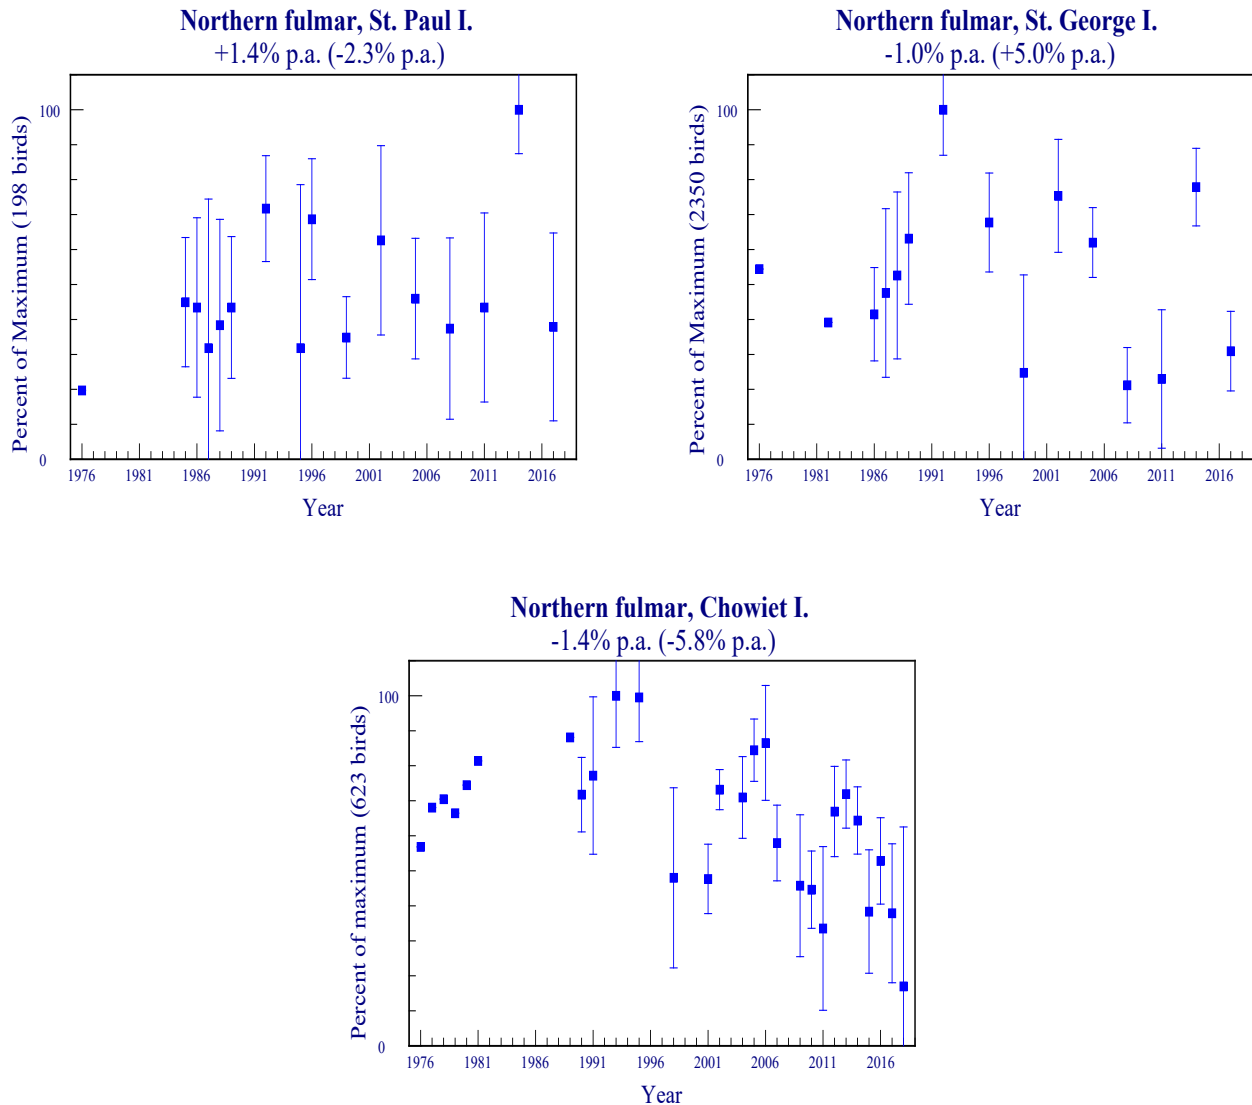 Northern fulmar, St. Paul I.
+1.4% p.a. (-2.3% p.a.)
Percent of Maximum (198 birds)
100
0
1976 1981 1986 1991 1996 2002 2006 2011 2016
Year
Northern fulmar, St. George I.
-1.0% p.a. (+5.0% p.a.)
Percent of Maximum (2350 birds)
100
0
1976 1981 1986 1991 1996 2001 2006 2011 2016
Year
Northern fulmar, Chowiet I.
-1.4% p.a. (-5.8% p.a.)
Percent of maximum (623 birds)
100
0
1976 1981 1986 1991 1996 2001 2006 2011 2016
Year